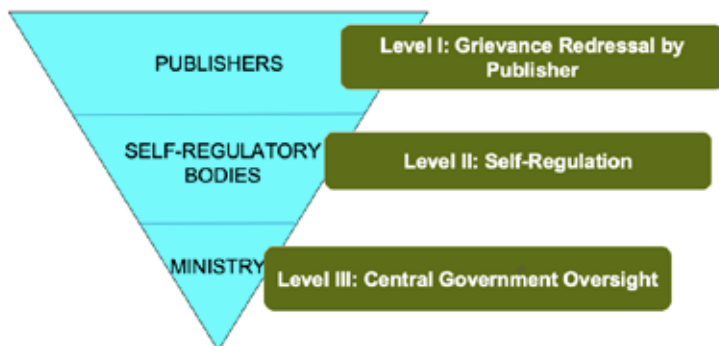 PUBLISHERS
Level I: Grievance Redressal by
Publisher
SELF-REGULATORY
BODIES
Level II: Self-Regulation
MINISTRY
Level III: Central Government Oversight